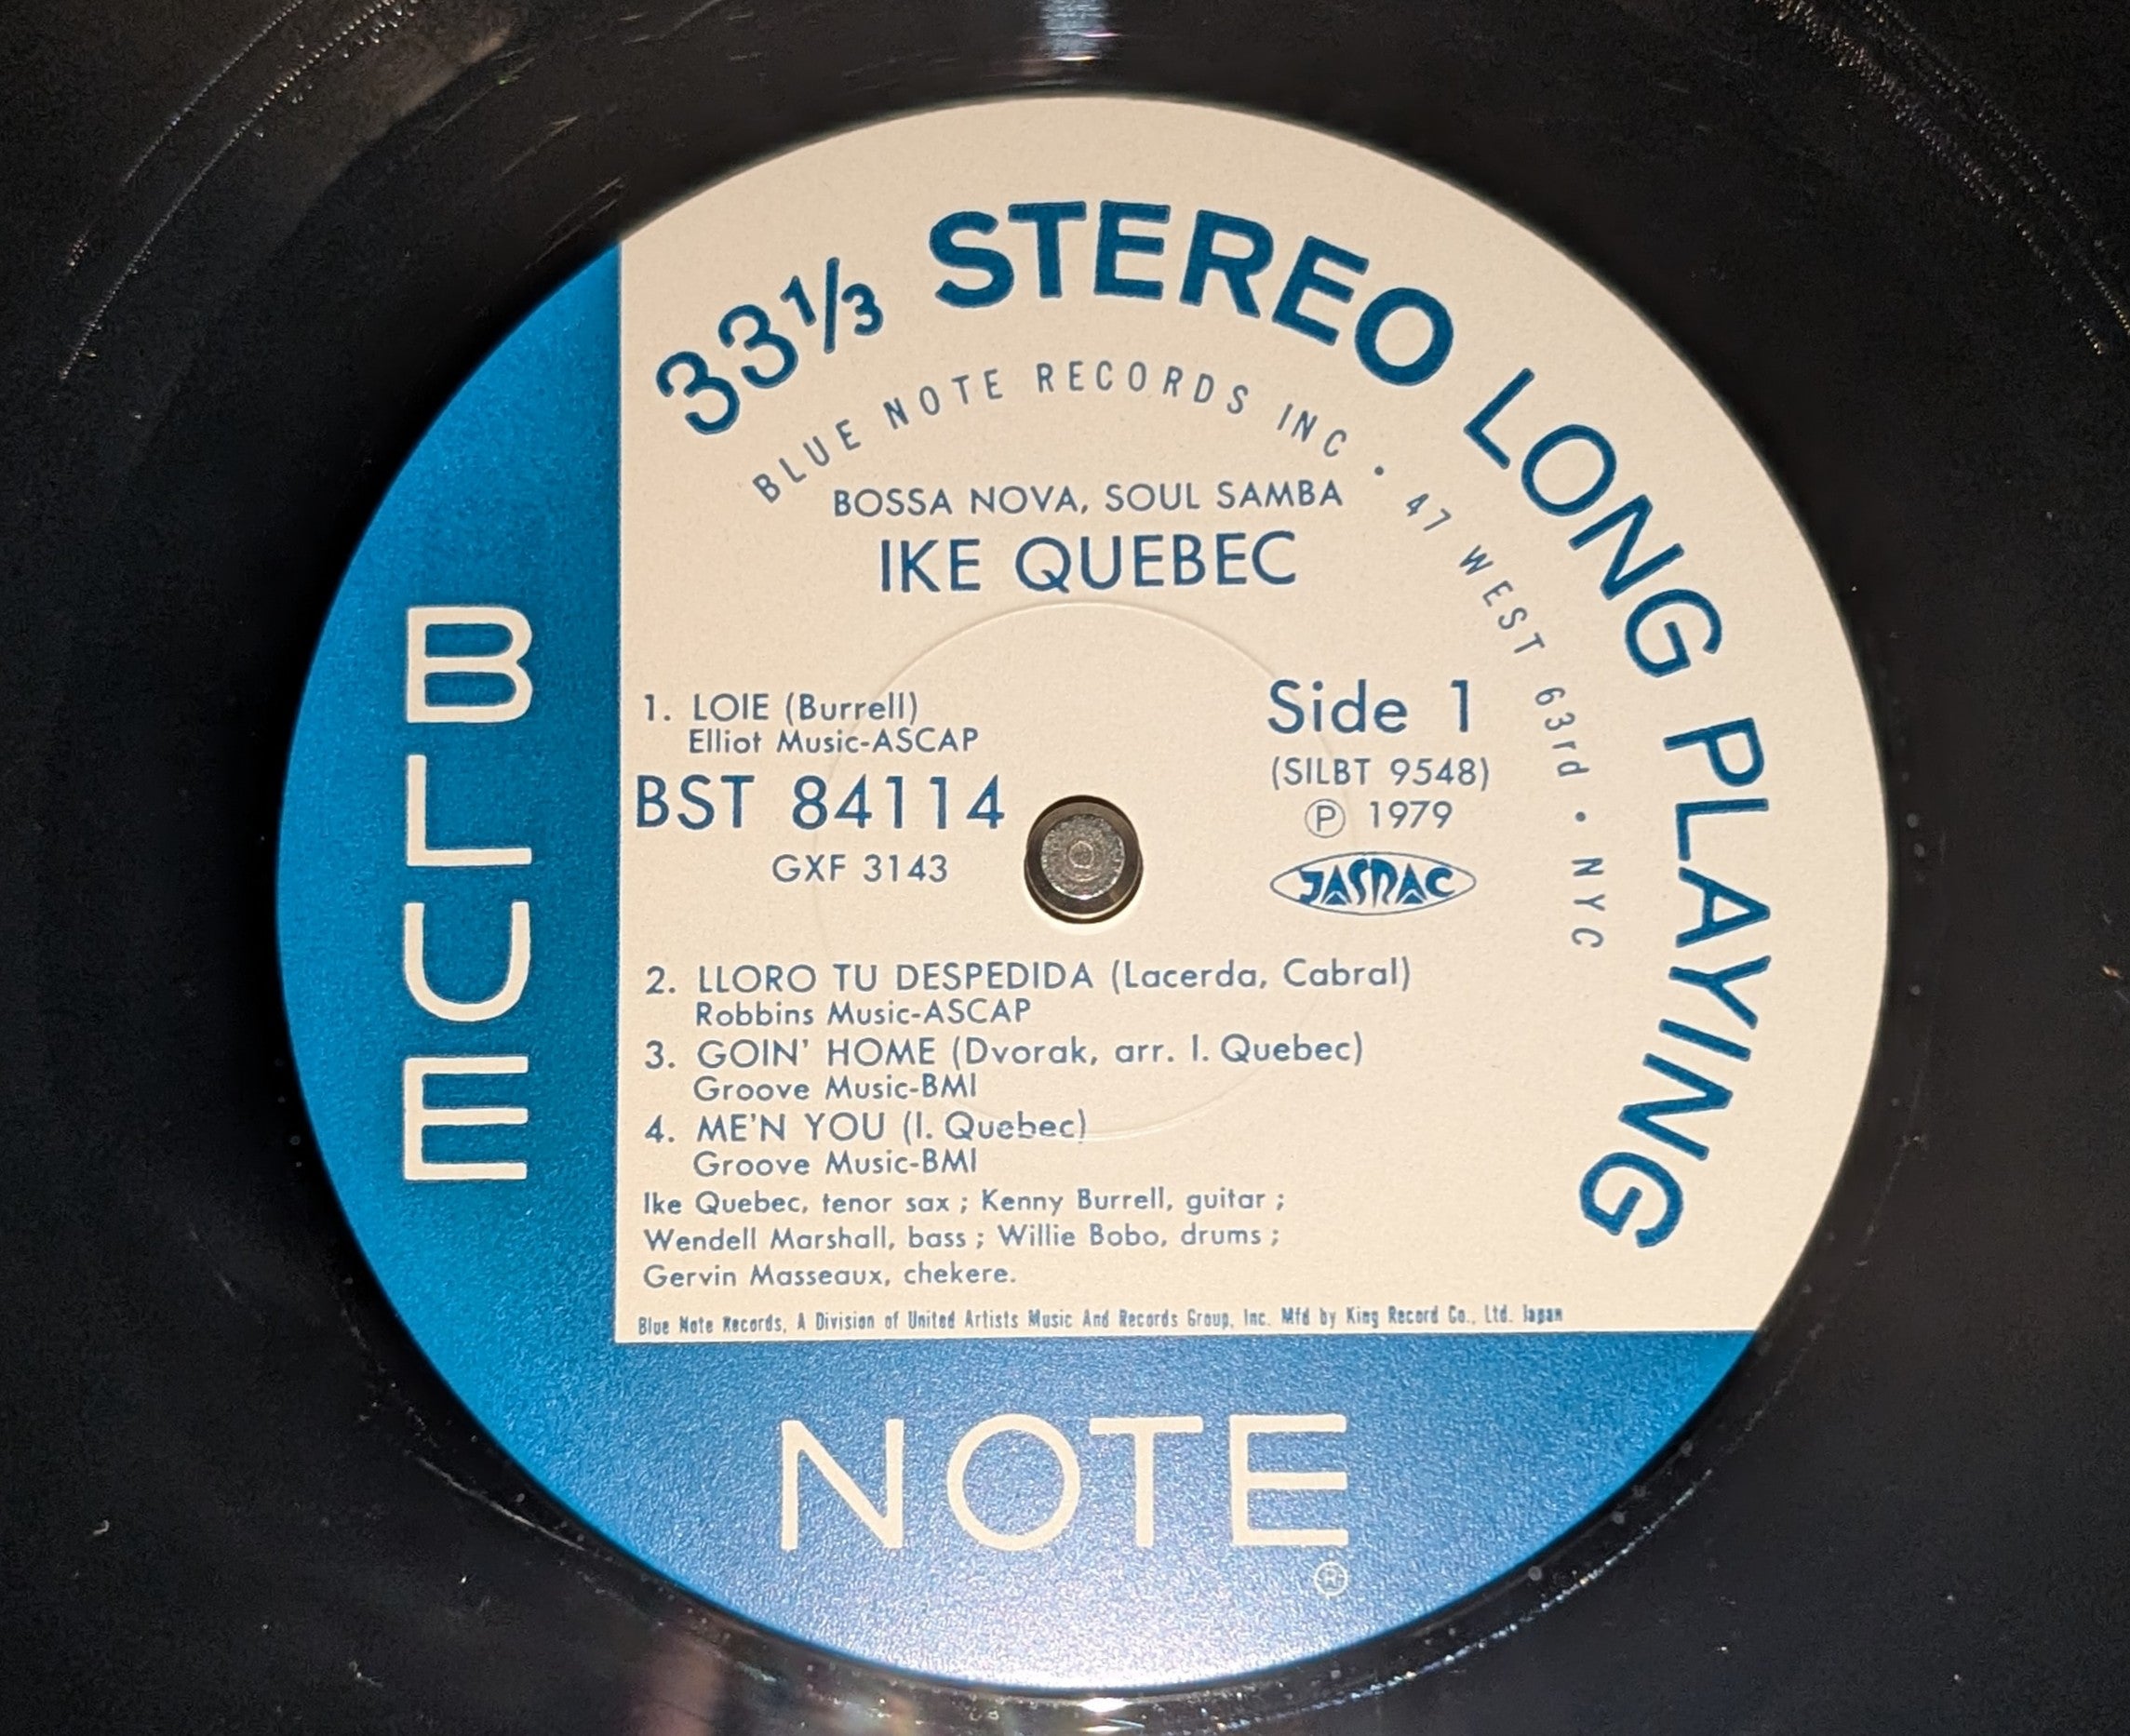 33⅓ STEREO LONG PLAYING
BLUE NOTE RECORDS INC • 47 WEST 63rd • NYC
BOSSA NOVA, SOUL SAMBA
IKE QUEBEC
1. LOIE (Burrell)
Elliot Music-ASCAP
BST 84114
GXF 3143
Side 1
(SILBT 9548)
Ⓟ 1979
JASRAC
2. LLORO TU DESPEDIDA (Lacerda, Cabral)
Robbins Music-ASCAP
3. GOIN' HOME (Dvorak, arr. I. Quebec)
Groove Music-BMI
4. ME'N YOU (I. Quebec)
Groove Music-BMI
Ike Quebec, tenor sax ; Kenny Burrell, guitar ;
Wendell Marshall, bass ; Willie Bobo, drums ;
Gervin Masseaux, chekere.
Blue Note Records, A Division of United Artists Music And Records Group, Inc. Mfd by King Record Co., Ltd. Japan
BLUE
NOTE
®